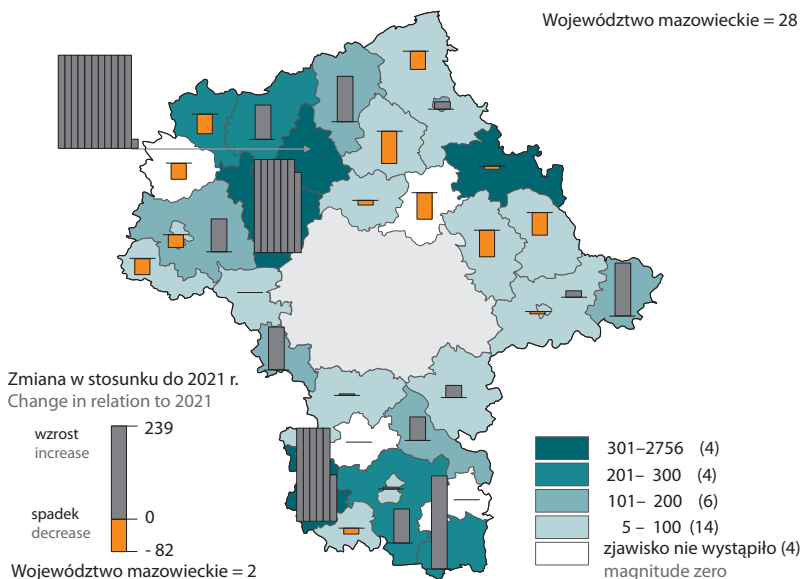 Województwo mazowieckie = 28
Zmiana w stosunku do 2021 r.
Change in relation to 2021
wzrost
increase
239
spadek
decrease
0
- 82
Województwo mazowieckie = 2
301–2756 (4)
201– 300 (4)
101– 200 (6)
5 – 100 (14)
zjawisko nie wystąpiło (4)
magnitude zero